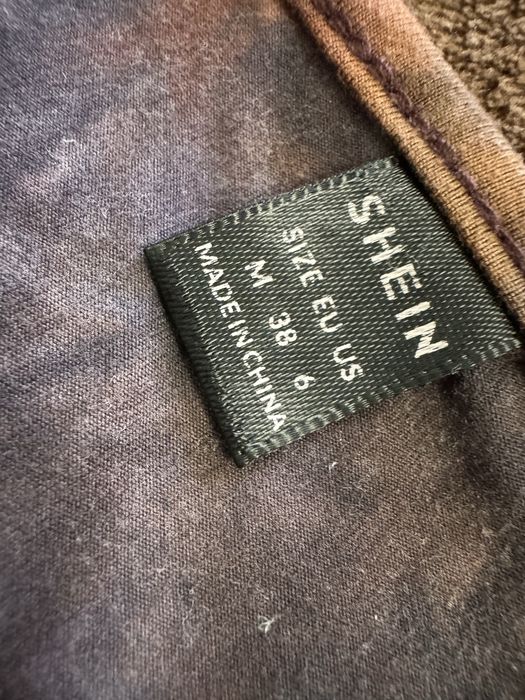 SHEIN
SIZE EU US
M 38 6
MADE IN CHINA